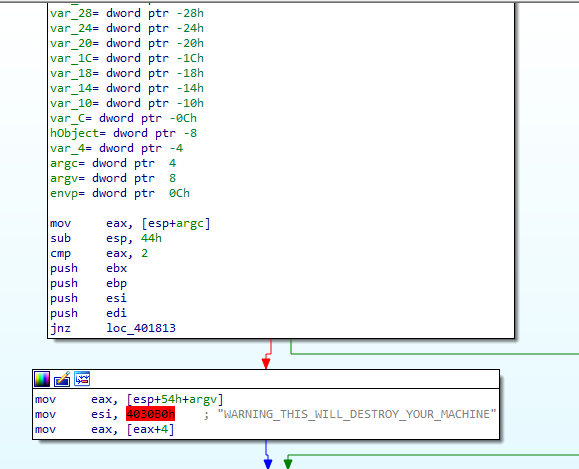 var_28= dword ptr -28h
var_24= dword ptr -24h
var_20= dword ptr -20h
var_1C= dword ptr -1Ch
var_18= dword ptr -18h
var_14= dword ptr -14h
var_10= dword ptr -10h
var_C= dword ptr -0Ch
hObject= dword ptr -8
var_4= dword ptr -4
argc= dword ptr  4
argv= dword ptr  8
envp= dword ptr  0Ch
mov     eax, [esp+argc]
sub     esp, 44h
cmp     eax, 2
push    ebx
push    ebp
push    esi
push    edi
jnz     loc_401813
mov     eax, [esp+54h+argv]
mov     esi, 4030B0h    ; "WARNING_THIS_WILL_DESTROY_YOUR_MACHINE"
mov     eax, [eax+4]